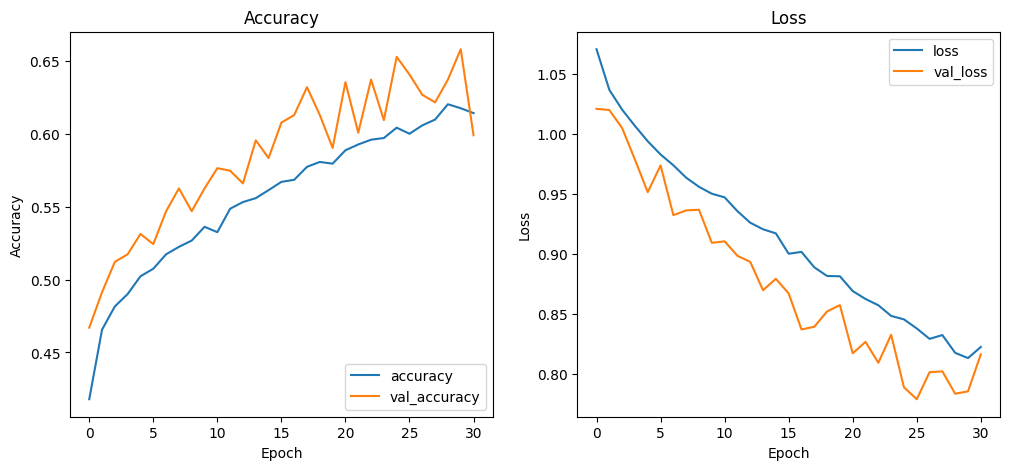 Accuracy
0.65
0.60
0.55
0.50
0.45
Accuracy
accuracy
val_accuracy
0 5 10 15 20 25 30
Epoch
Loss
1.05
1.00
0.95
0.90
0.85
0.80
Loss
loss
val_loss
0 5 10 15 20 25 30
Epoch